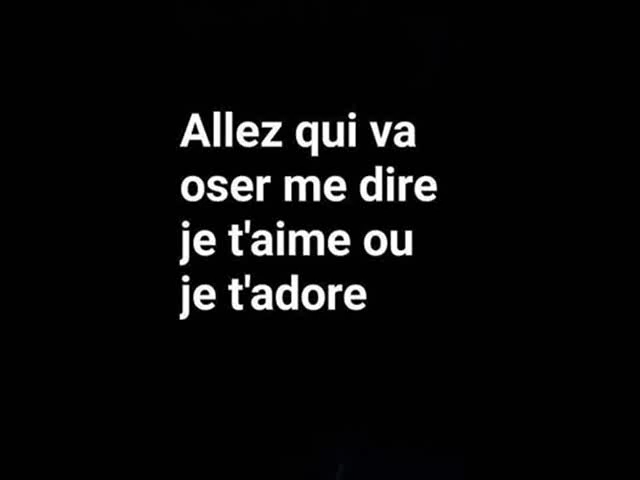 Allez qui va
oser me dire
je t'aime ou
je t'adore